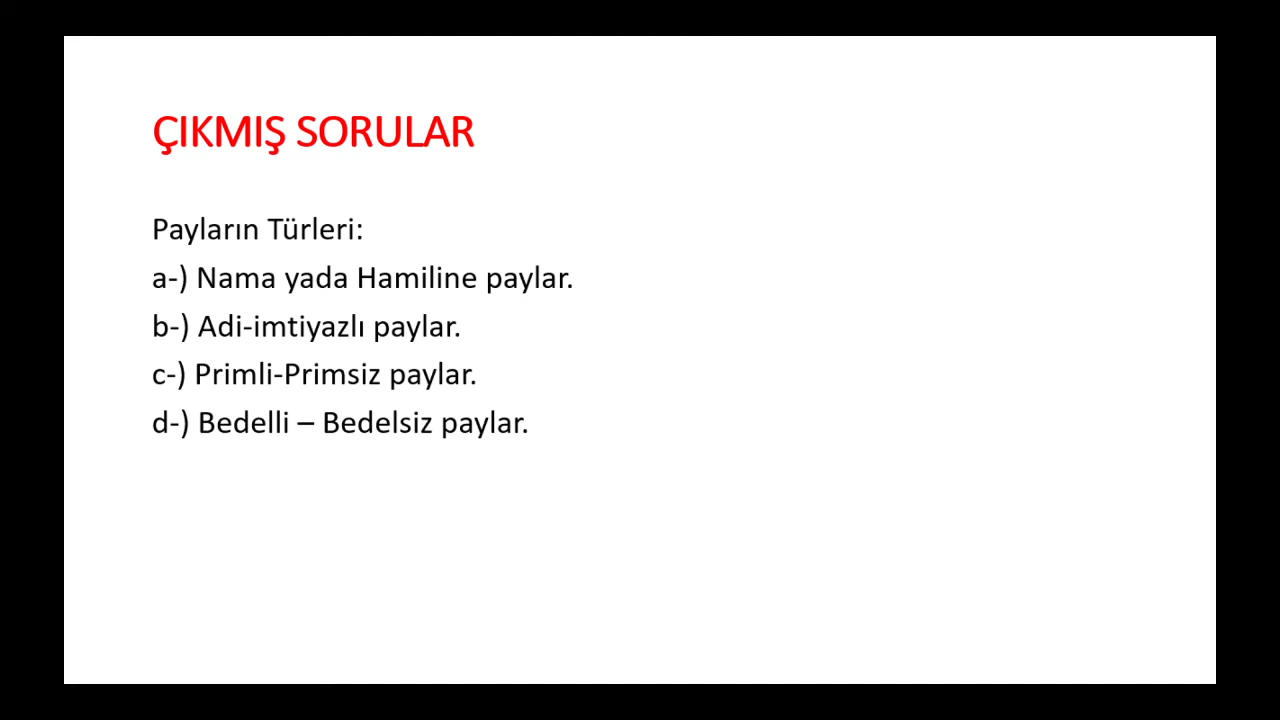 ÇIKMIŞ SORULAR
Payların Türleri:
a-) Nama yada Hamiline paylar.
b-) Adi-imtiyazlı paylar.
c-) Primli-Primsiz paylar.
d-) Bedelli – Bedelsiz paylar.